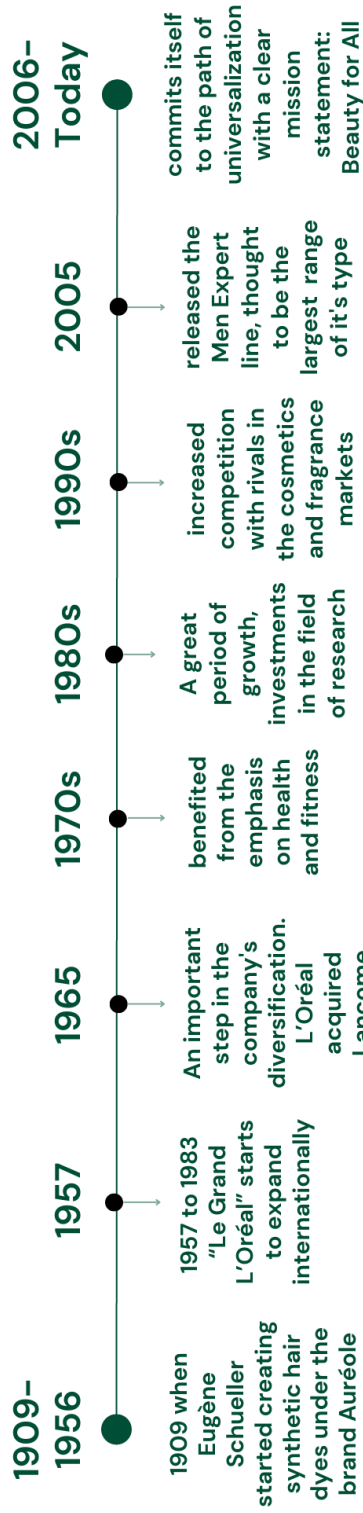 1909–
1956
1909 when
Eugène
Schueller
started creating
synthetic hair
dyes under the
brand Auréole
1957
1957 to 1983
“Le Grand
L’Oréal” starts
to expand
internationally
1965
An important
step in the
company's
diversification.
L’Oréal
acquired
Lancome
1970s
benefited
from the
emphasis
on health
and fitness
1980s
A great
period of
growth,
investments
in the field
of research
1990s
increased
competition
with rivals in
the cosmetics
and fragrance
markets
2005
released the
Men Expert
line, thought
to be the
largest range
of it's type
2006–
Today
commits itself
to the path of
universalization
with a clear
mission
statement:
Beauty for All